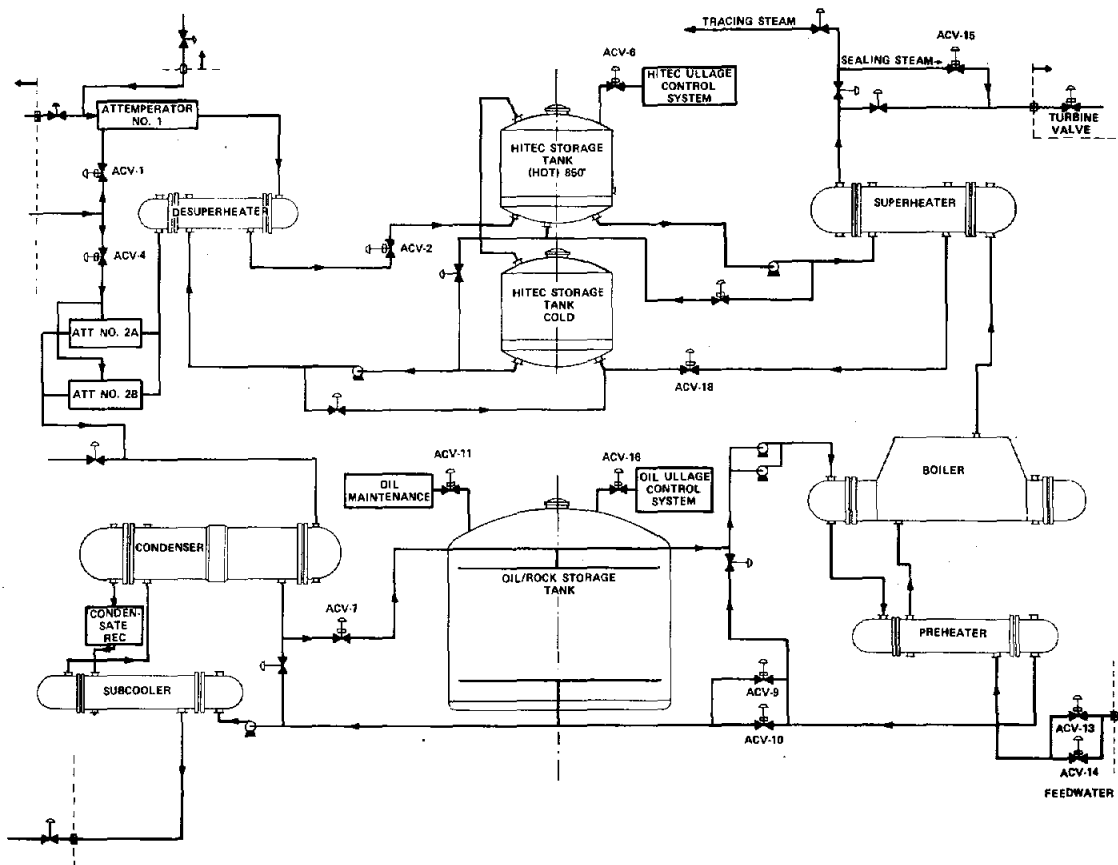 TRACING STEAM
ACV-15
SEALING STEAM
ACV-6
HITEC ULLAGE
CONTROL
SYSTEM
TURBINE
VALVE
ATTEMPERATOR
NO. 1
ACV-1
HITEC STORAGE
TANK
(HOT) 850°
DESUPERHEATER
SUPERHEATER
ACV-2
ACV-4
HITEC STORAGE
TANK
COLD
ATT NO. 2A
ATT NO. 2B
ACV-18
ACV-11
ACV-16
OIL
MAINTENANCE
OIL ULLAGE
CONTROL
SYSTEM
BOILER
CONDENSER
OIL/ROCK STORAGE
TANK
ACV-7
CONDEN-
SATE
REC
PREHEATER
SUBCOOLER
ACV-9
ACV-10
ACV-13
ACV-14
FEEDWATER